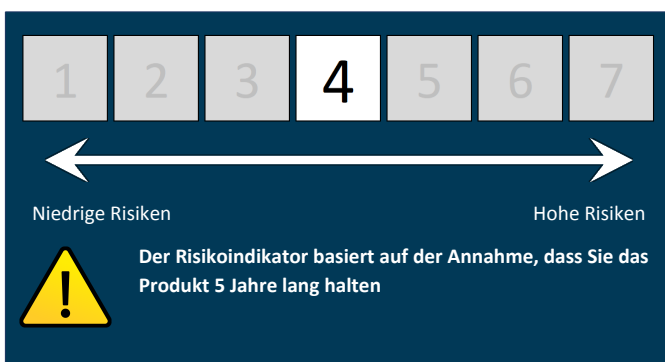 1 2 3 4 5 6 7
Niedrige Risiken Hohe Risiken
Der Risikoindikator basiert auf der Annahme, dass Sie das
Produkt 5 Jahre lang halten